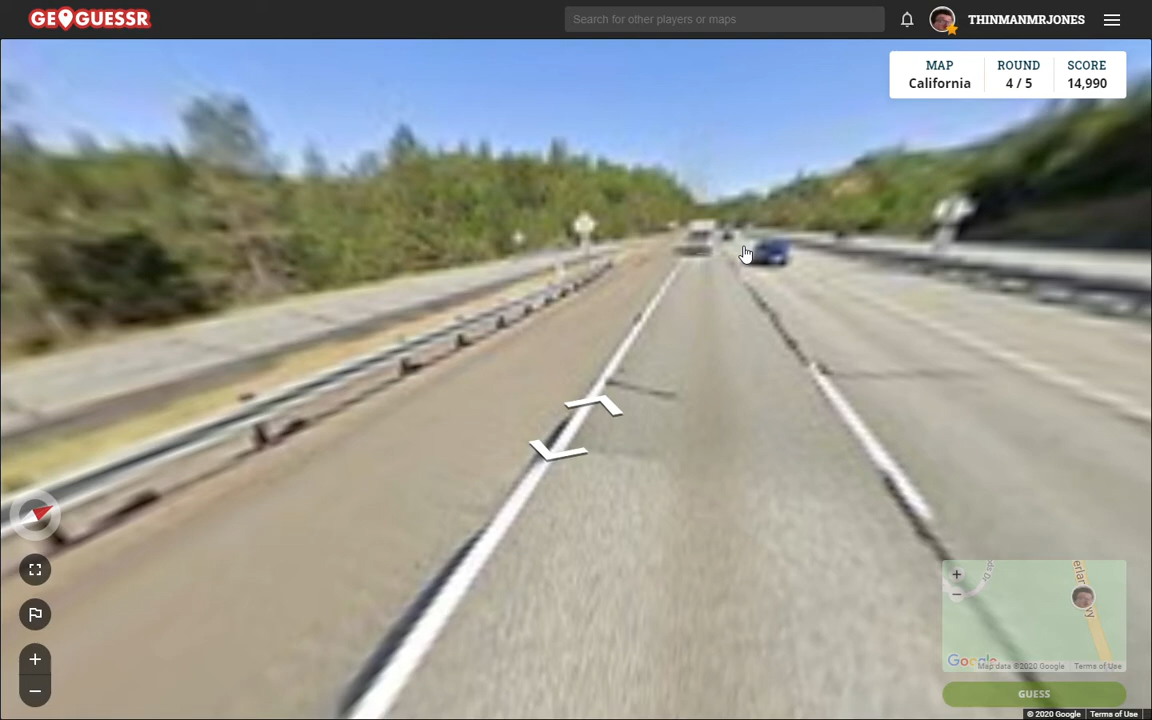 GEOGUESSR
Search for other players or maps
THINMANMRJONES
MAP
California
ROUND
4 / 5
SCORE
14,990
+
−
+
−
Google
Map data ©2020 Google
Terms of Use
GUESS
© 2020 Google
Terms of Use